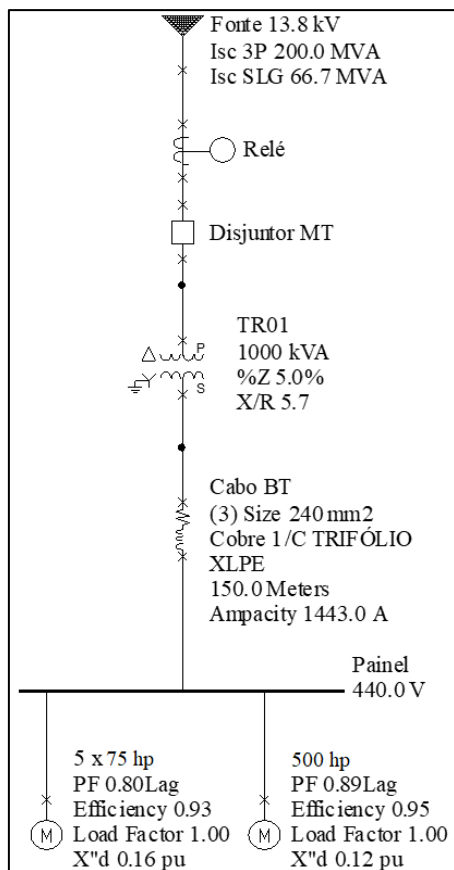 Fonte 13.8 kV
Isc 3P 200.0 MVA
Isc SLG 66.7 MVA
Relé
Disjuntor MT
TR01
1000 kVA
%Z 5.0%
X/R 5.7
P
S
Cabo BT
(3) Size 240 mm2
Cobre 1/C TRIFÓLIO
XLPE
150.0 Meters
Ampacity 1443.0 A
Painel
440.0 V
5 x 75 hp
PF 0.80Lag
Efficiency 0.93
Load Factor 1.00
X"d 0.16 pu
M
500 hp
PF 0.89Lag
Efficiency 0.95
Load Factor 1.00
X"d 0.12 pu
M